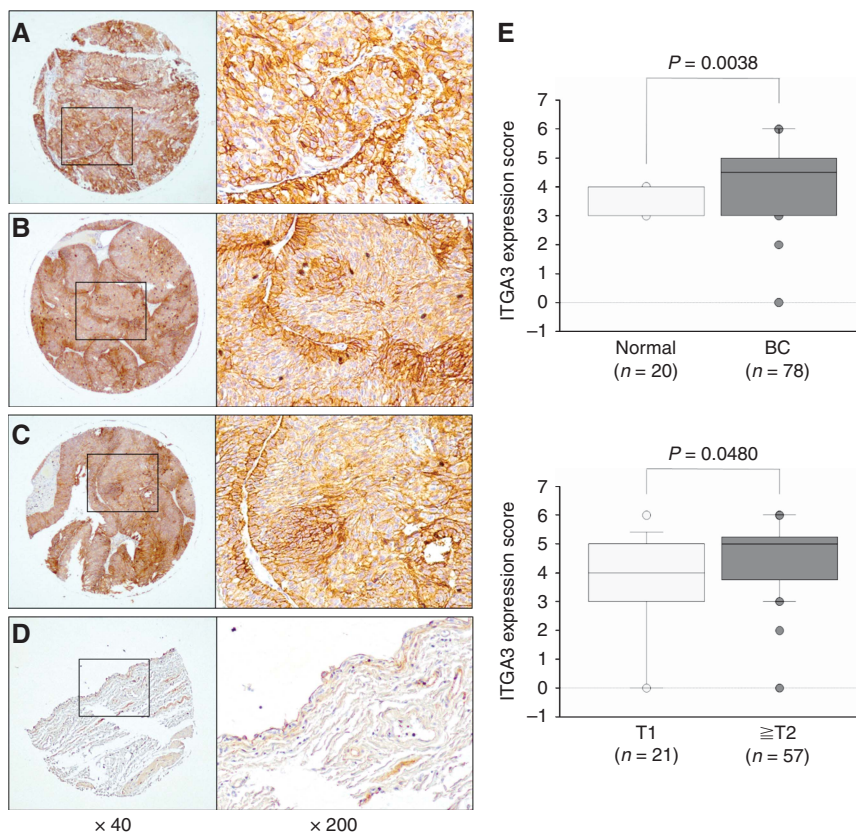 A
B
C
D
× 40
× 200
E
P = 0.0038
7
6
5
4
3
2
1
0
–1
ITGA3 expression score
Normal
(n = 20)
BC
(n = 78)
P = 0.0480
7
6
5
4
3
2
1
0
–1
ITGA3 expression score
T1
(n = 21)
≧T2
(n = 57)